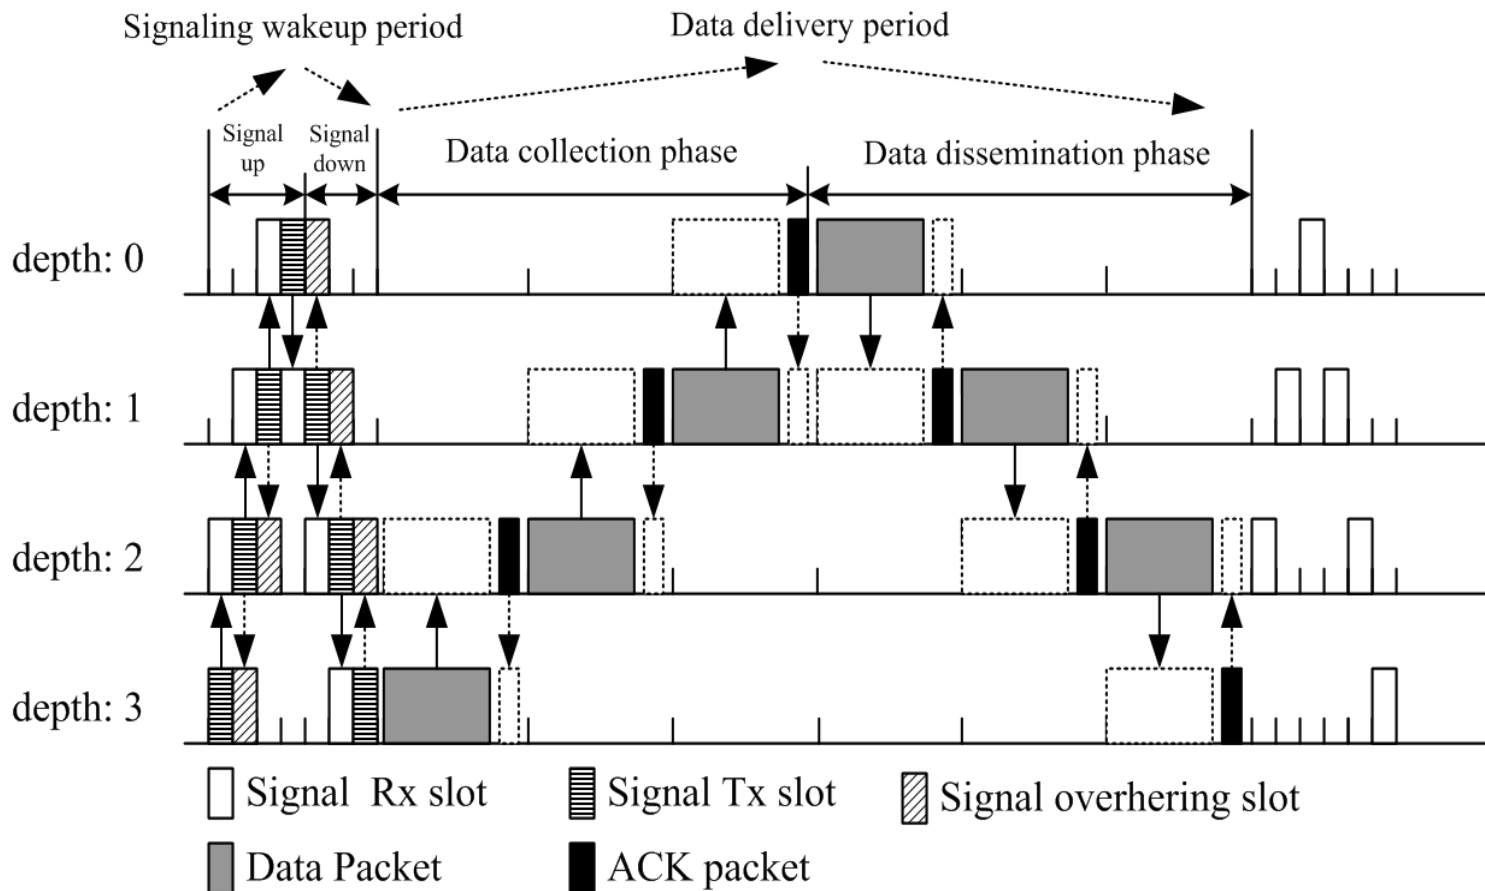 Signaling wakeup period
Data delivery period
Signal up
Signal down
Data collection phase
Data dissemination phase
depth: 0
depth: 1
depth: 2
depth: 3
Signal Rx slot
Signal Tx slot
Signal overhering slot
Data Packet
ACK packet